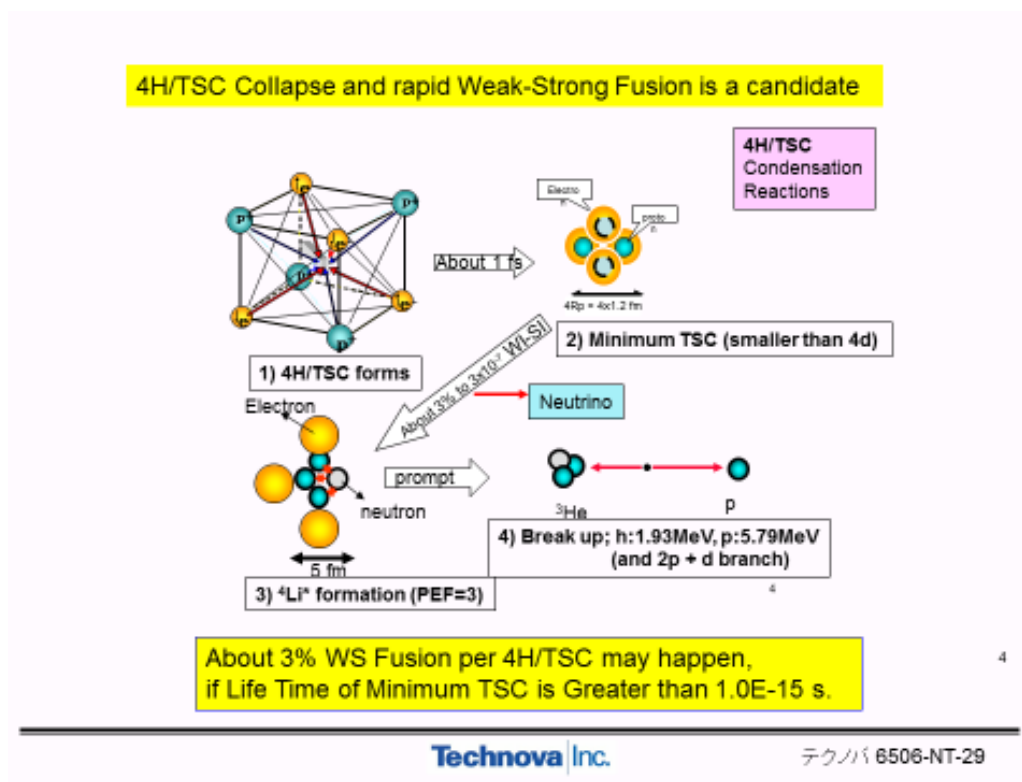 4H/TSC Collapse and rapid Weak-Strong Fusion is a candidate
4H/TSC
Condensation
Reactions
e-
p+
p+
e-
p+
e-
e-
p+
About 1 fs
Electro
n
proto
n
4Rp = 4x1.2 fm
1) 4H/TSC forms
2) Minimum TSC (smaller than 4d)
About 3% to 3x10⁻⁷ WI-SI
Neutrino
Electron
prompt
neutron
5 fm
3) ⁴Li* formation (PEF=3)
³He
p
4) Break up; h:1.93MeV, p:5.79MeV
(and 2p + d branch)
4
About 3% WS Fusion per 4H/TSC may happen,
if Life Time of Minimum TSC is Greater than 1.0E-15 s.
4
Technova Inc.
テクノバ 6506-NT-29